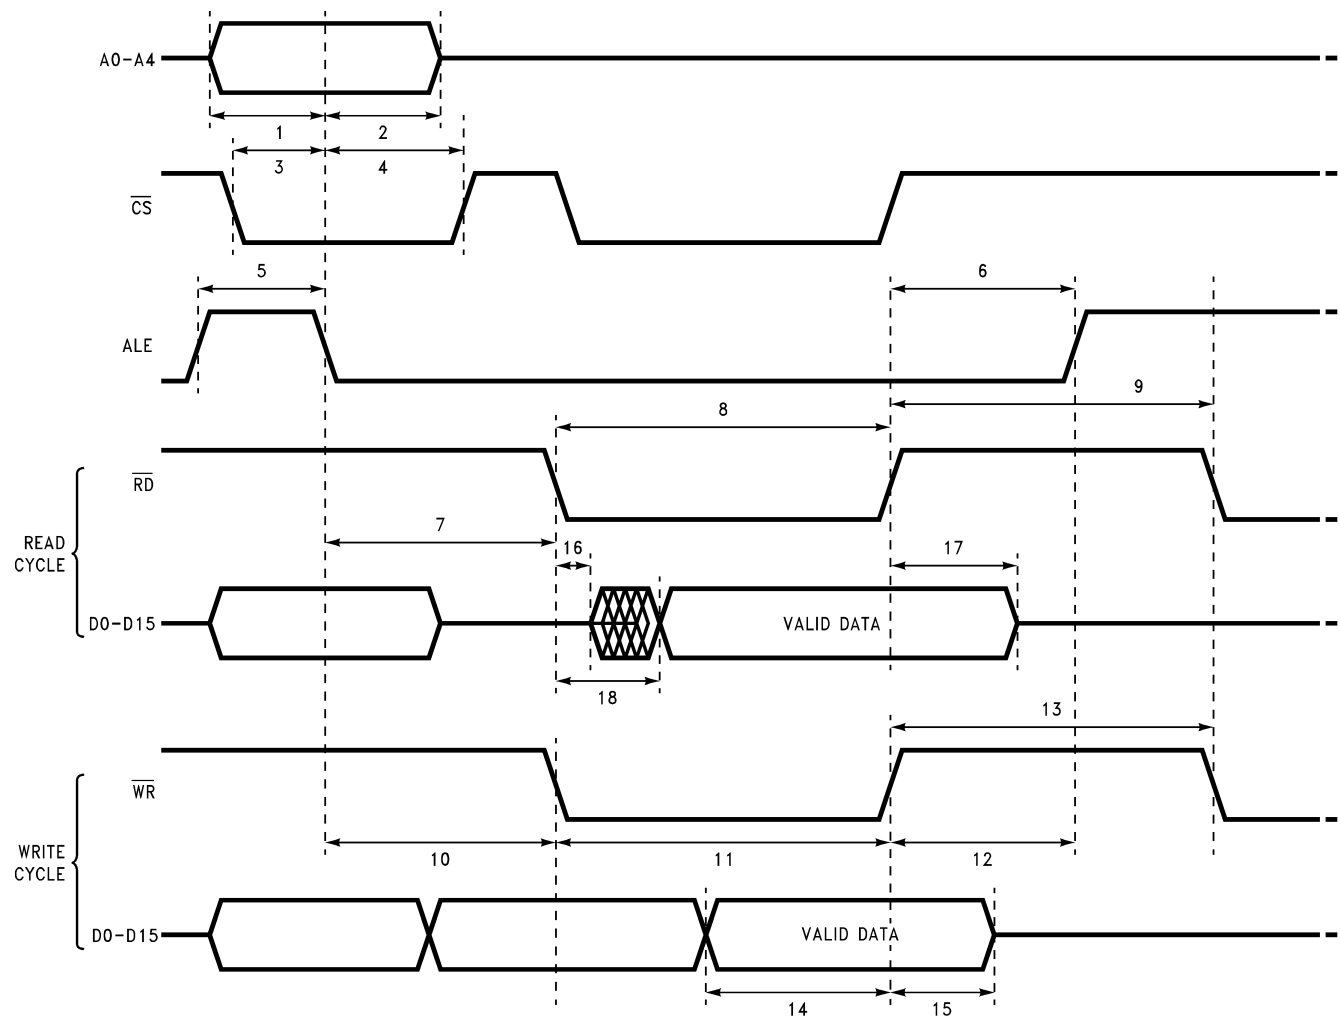 A0-A4
1
2
3
4
CS
5
6
ALE
9
8
RD
7
16
17
READ
CYCLE
D0-D15
VALID DATA
18
13
WR
10
11
12
WRITE
CYCLE
D0-D15
VALID DATA
14
15